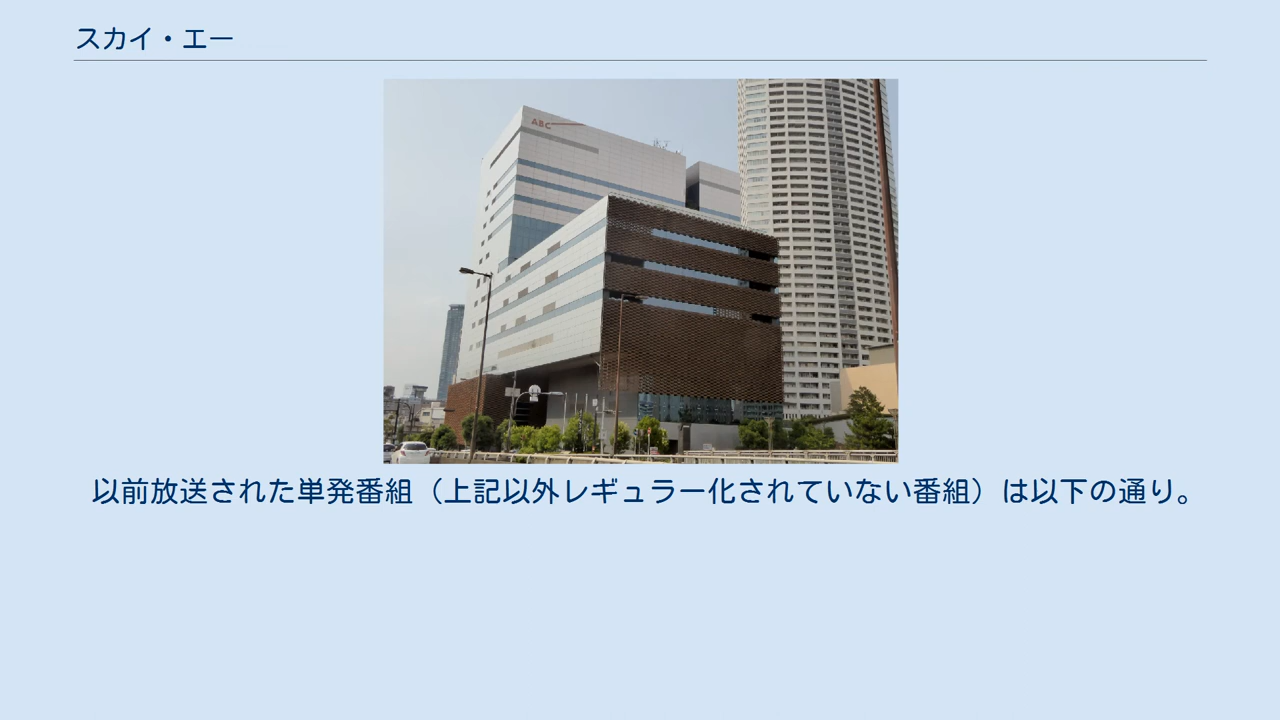 スカイ・エー
ABC
以前放送された単発番組（上記以外レギュラー化されていない番組）は以下の通り。